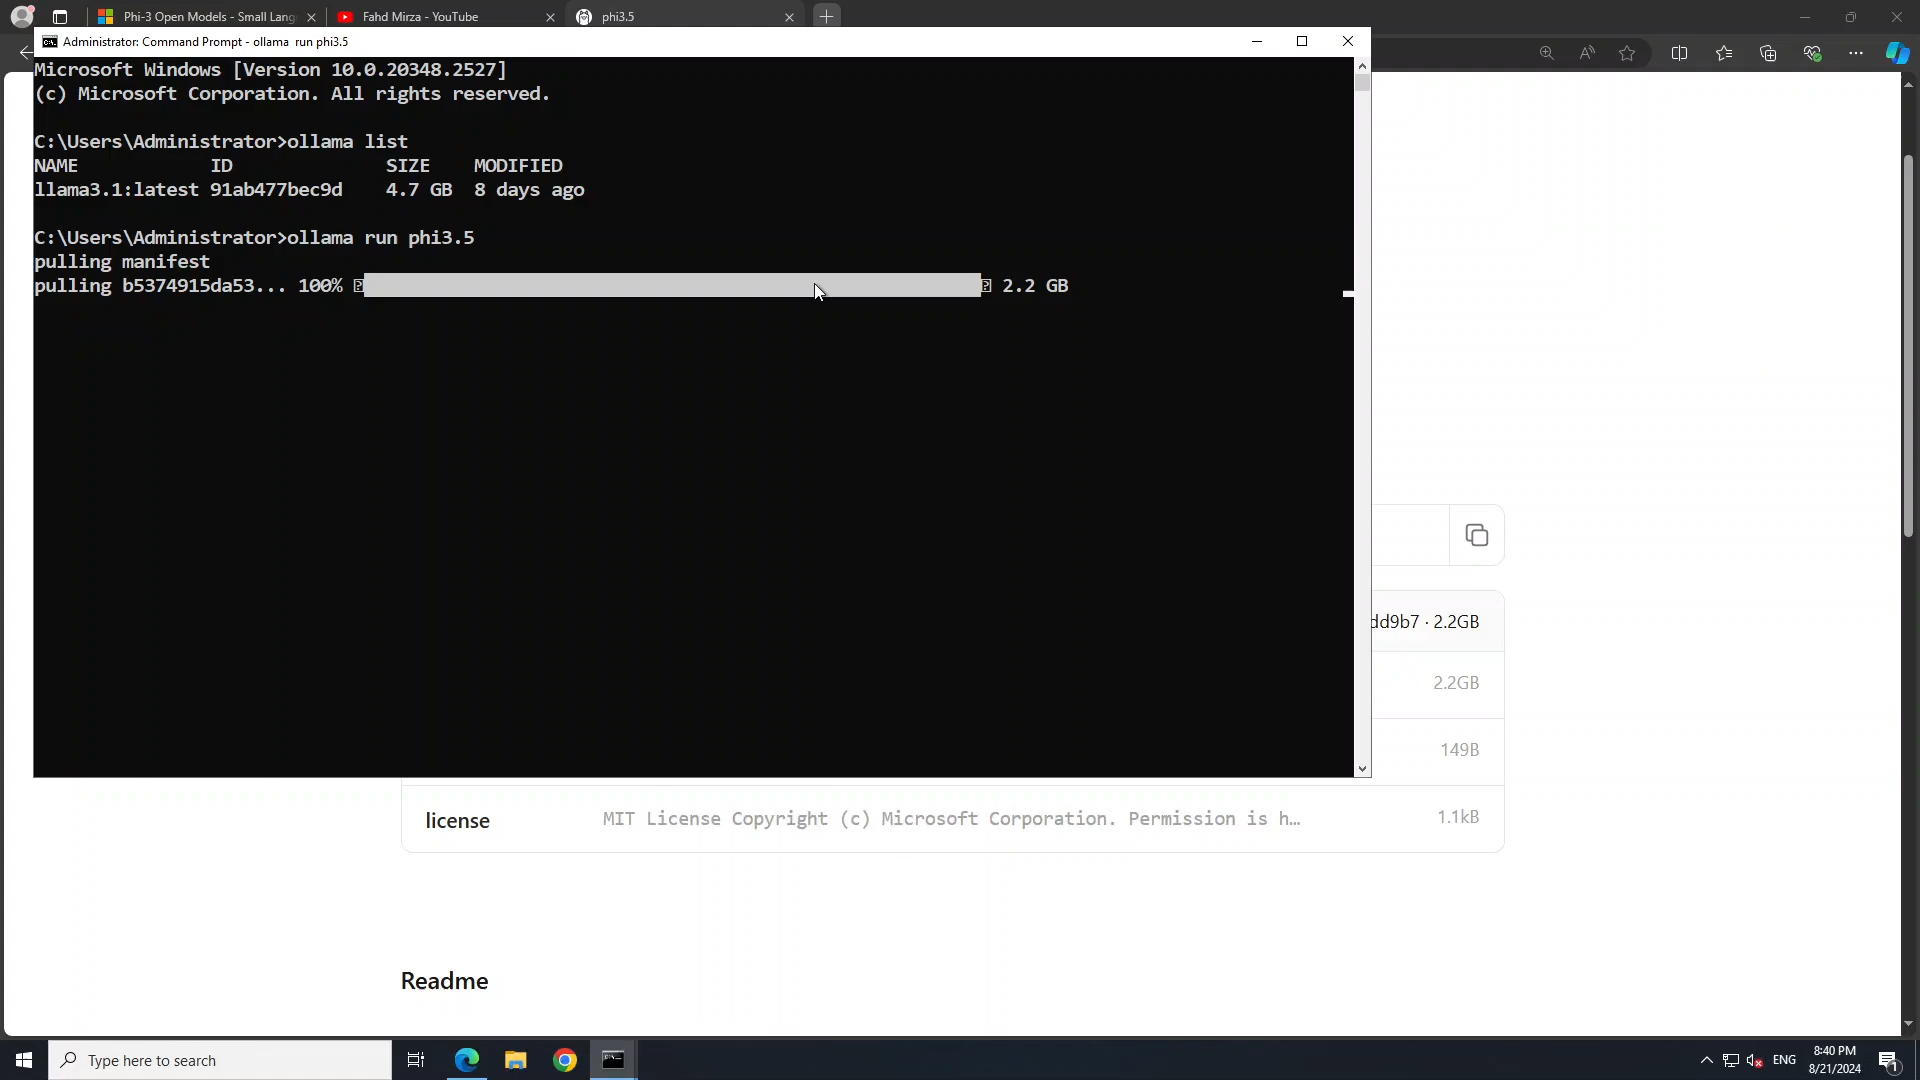 Phi-3 Open Models - Small Lang
Fahd Mirza - YouTube
phi3.5
Administrator: Command Prompt - ollama  run phi3.5
Microsoft Windows [Version 10.0.20348.2527]
(c) Microsoft Corporation. All rights reserved.
C:\Users\Administrator>ollama list
NAME ID SIZE MODIFIED
llama3.1:latest 91ab477bec9d 4.7 GB 8 days ago
C:\Users\Administrator>ollama run phi3.5
pulling manifest
pulling b5374915da53... 100% 2.2 GB
dd9b7 · 2.2GB
2.2GB
149B
license MIT License Copyright (c) Microsoft Corporation. Permission is h… 1.1kB
Readme
Type here to search
ENG
8:40 PM
8/21/2024
1